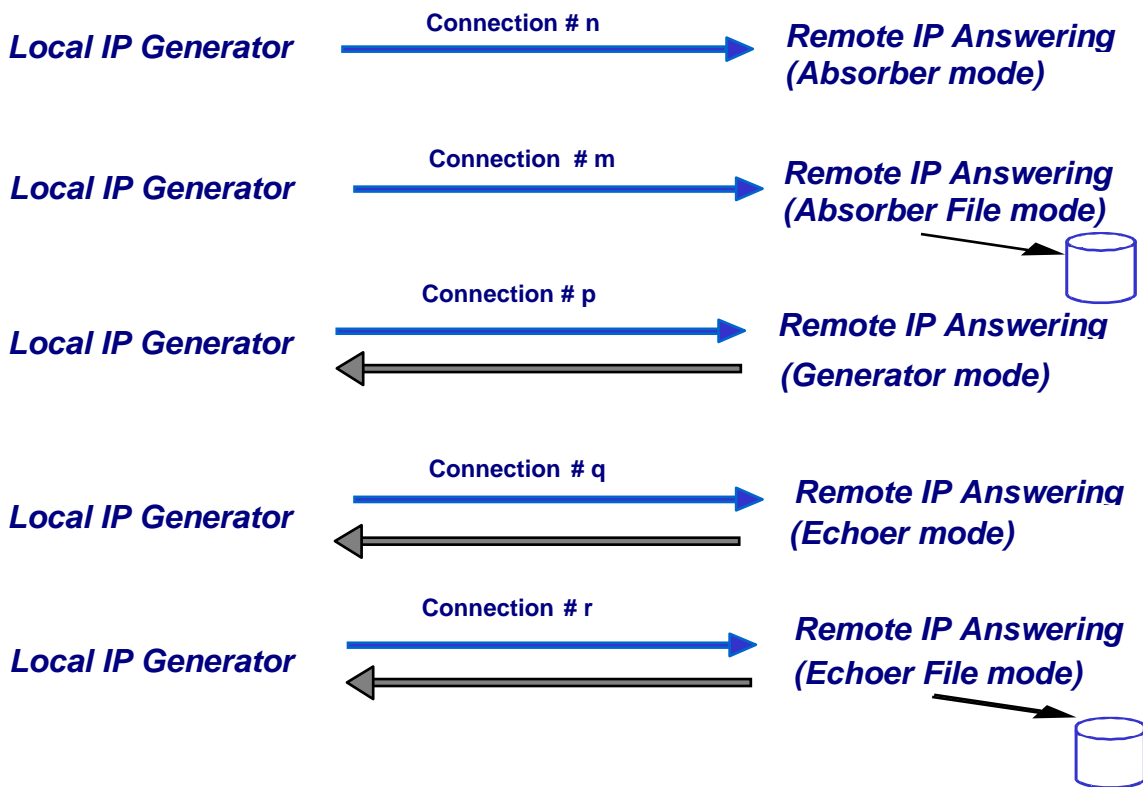 Connection # n
Local IP Generator
Remote IP Answering
(Absorber mode)
Connection # m
Local IP Generator
Remote IP Answering
(Absorber File mode)
Connection # p
Local IP Generator
Remote IP Answering
(Generator mode)
Connection # q
Local IP Generator
Remote IP Answering
(Echoer mode)
Connection # r
Local IP Generator
Remote IP Answering
(Echoer File mode)